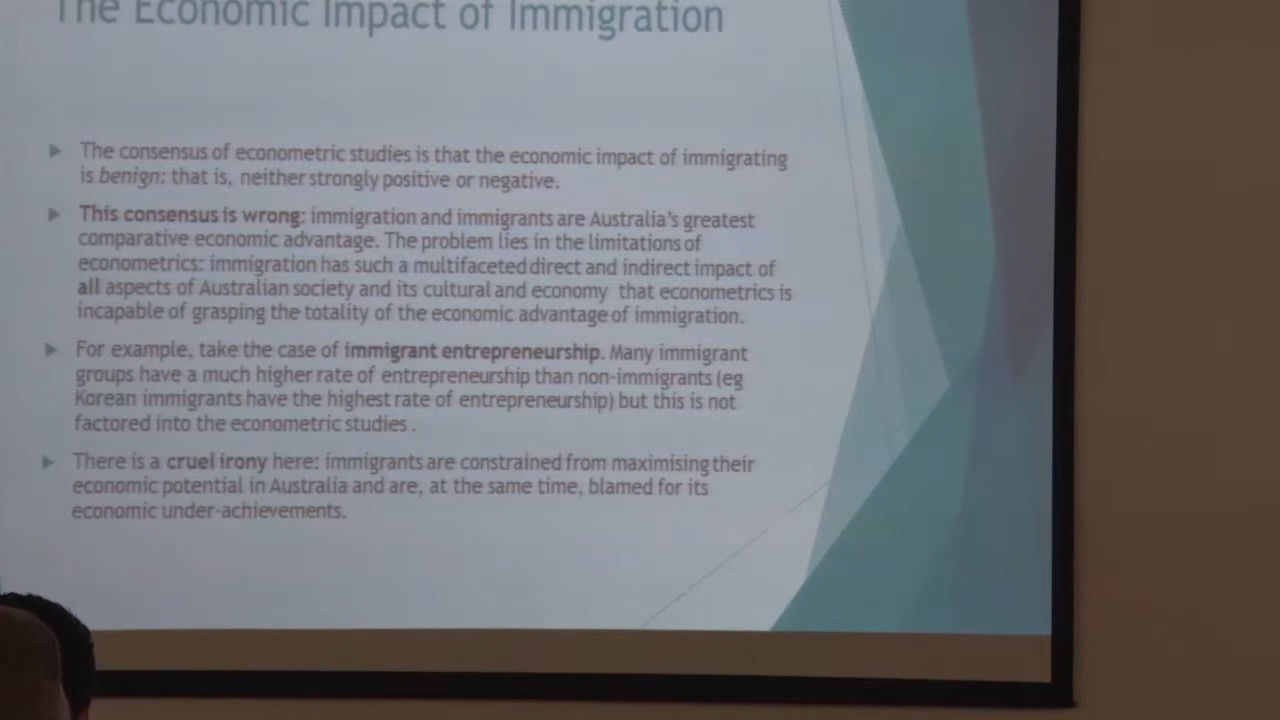 The Economic Impact of Immigration
The consensus of econometric studies is that the economic impact of immigrating
is benign: that is, neither strongly positive or negative.
This consensus is wrong: immigration and immigrants are Australia's greatest
comparative economic advantage. The problem lies in the limitations of
econometrics: immigration has such a multifaceted direct and indirect impact of
all aspects of Australian society and its cultural and economy that econometrics is
incapable of grasping the totality of the economic advantage of immigration.
For example, take the case of immigrant entrepreneurship. Many immigrant
groups have a much higher rate of entrepreneurship than non-immigrants (eg
Korean immigrants have the highest rate of entrepreneurship) but this is not
factored into the econometric studies .
There is a cruel irony here: immigrants are constrained from maximising their
economic potential in Australia and are, at the same time, blamed for its
economic under-achievements.